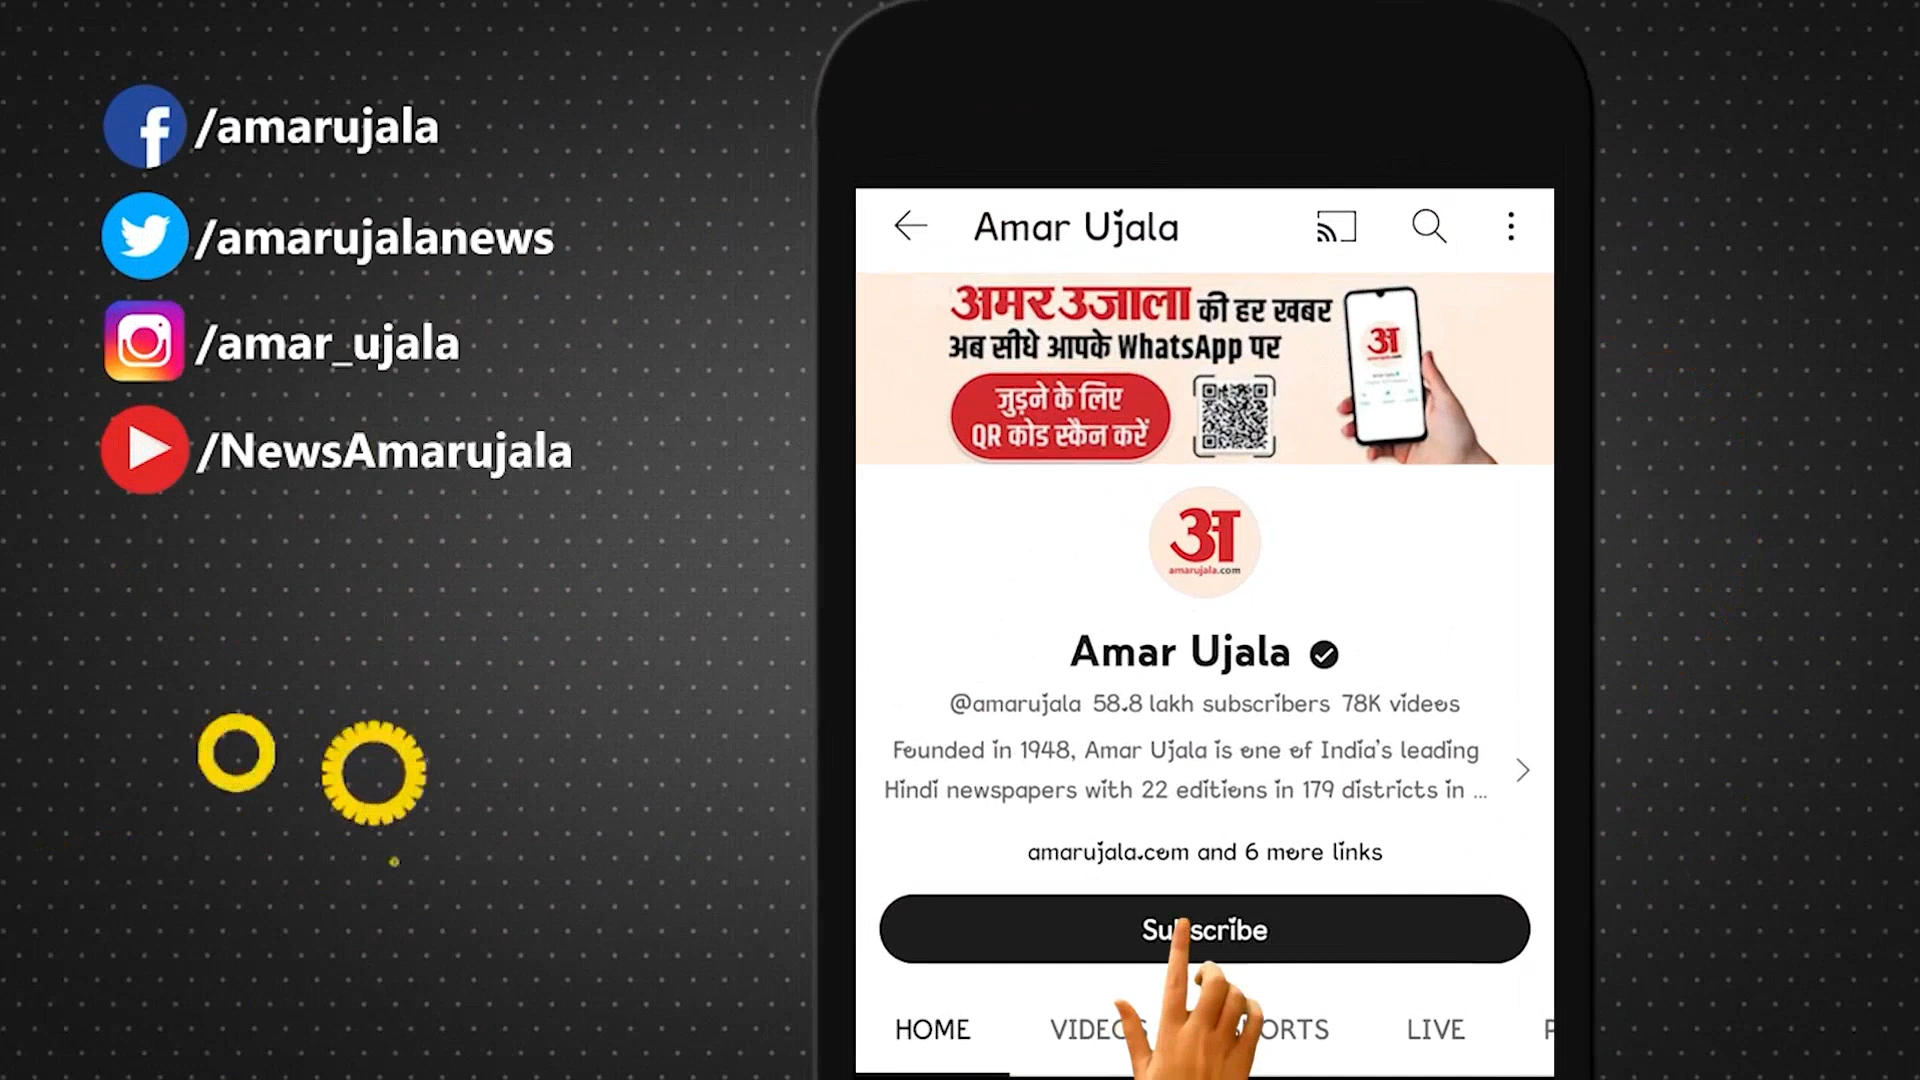 /amarujala
/amarujalanews
/amar_ujala
/NewsAmarujala
Amar Ujala
अमर उजाला की हर खबर
अब सीधे आपके WhatsApp पर
जुड़ने के लिए
QR कोड स्कैन करें
अ
अ
amarujala.com
Amar Ujala
@amarujala 58.8 lakh subscribers 78K videos
Founded in 1948, Amar Ujala is one of India's leading
Hindi newspapers with 22 editions in 179 districts in ...
amarujala.com and 6 more links
Subscribe
HOME LIVE